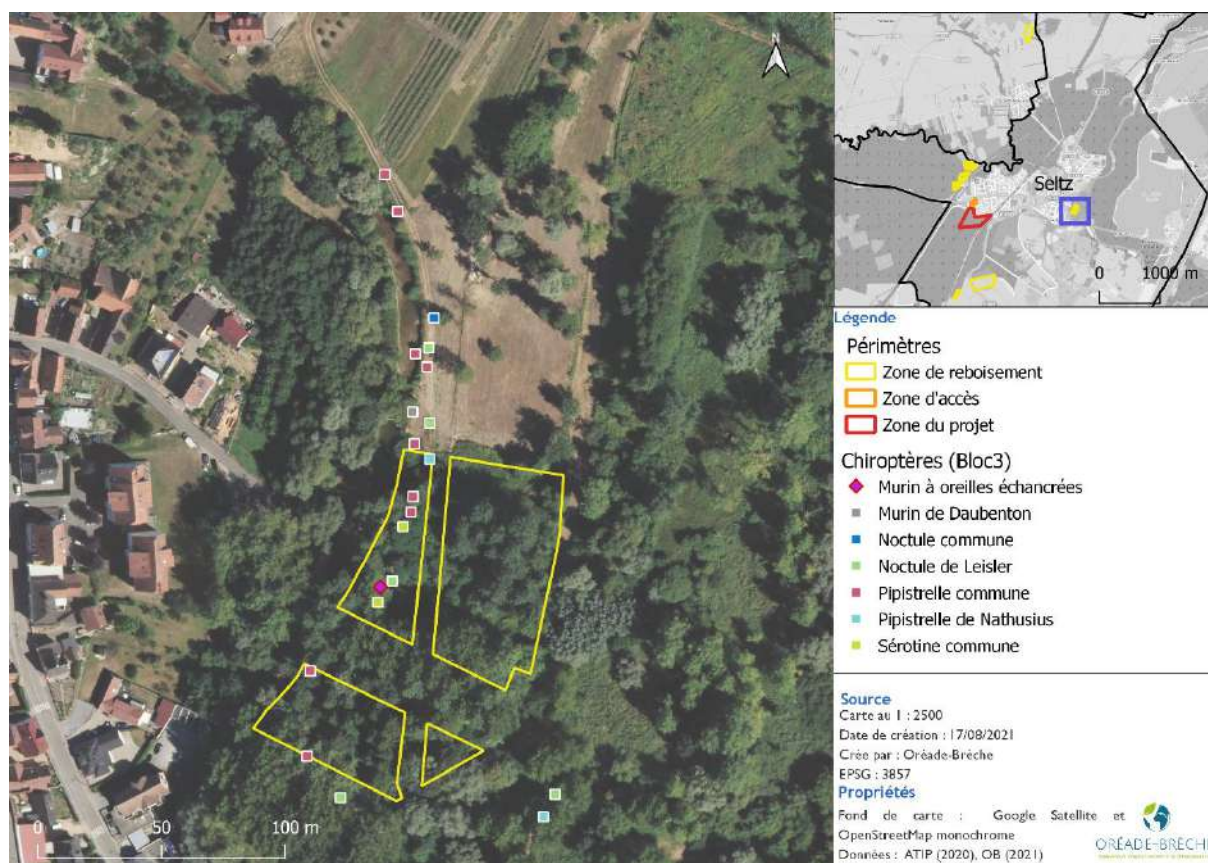 N
Seltz
0 1000 m
Légende
Périmètres
Zone de reboisement
Zone d'accès
Zone du projet
Chiroptères (Bloc3)
Murin à oreilles échancrées
Murin de Daubenton
Noctule commune
Noctule de Leisler
Pipistrelle commune
Pipistrelle de Nathusius
Sérotine commune
Source
Carte au 1 : 2500
Date de création : 17/08/2021
Crée par : Oréade-Brèche
EPSG : 3857
Propriétés
Fond de carte : Google Satellite et
OpenStreetMap monochrome
Données : ATIP (2020), OB (2021)
ORÉADE-BRÈCHE
0 50 100 m